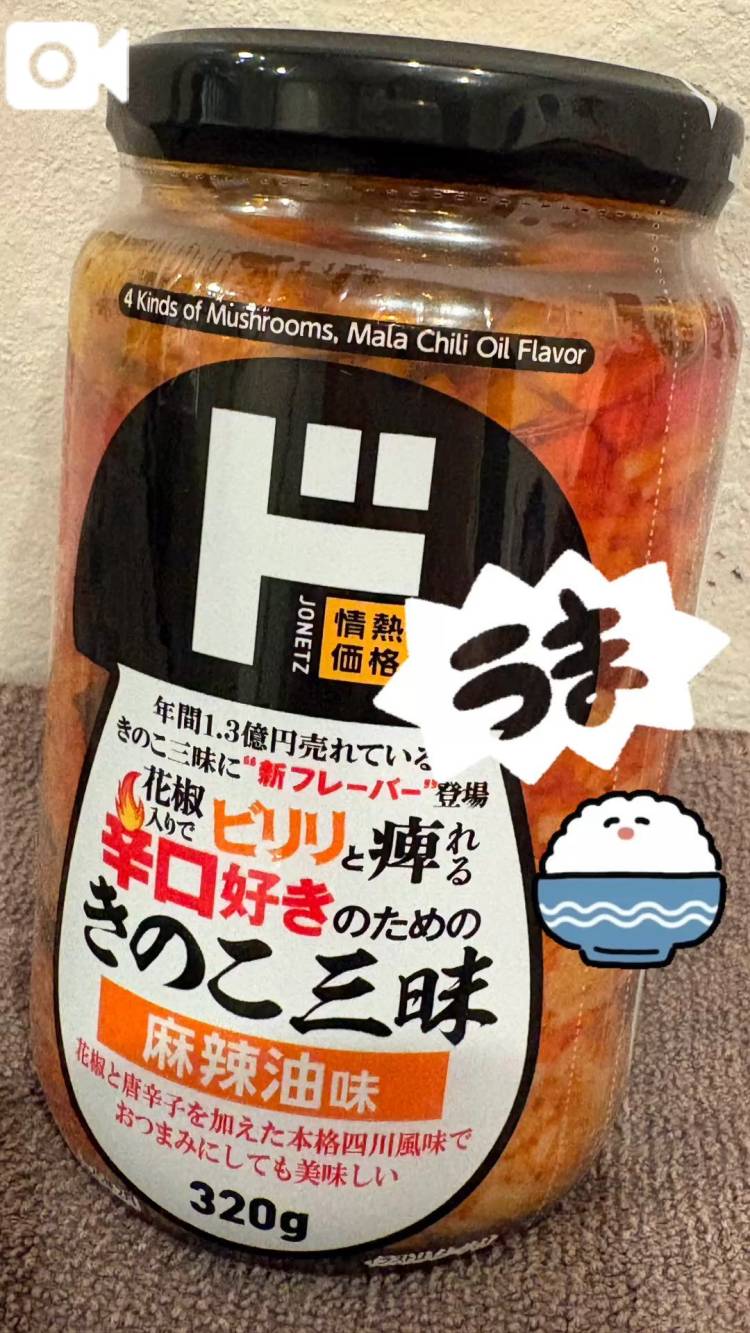 4 Kinds of Mushrooms, Mala Chili Oil Flavor
ド
JONETZ
情熱
価格
うま
年間1.3億円売れている
きのこ三昧に"新フレーバー"登場
花椒入りでビリリと痺れる
辛口好きのための
きのこ三昧
麻辣油味
花椒と唐辛子を加えた本格四川風味で
おつまみにしても美味しい
320g